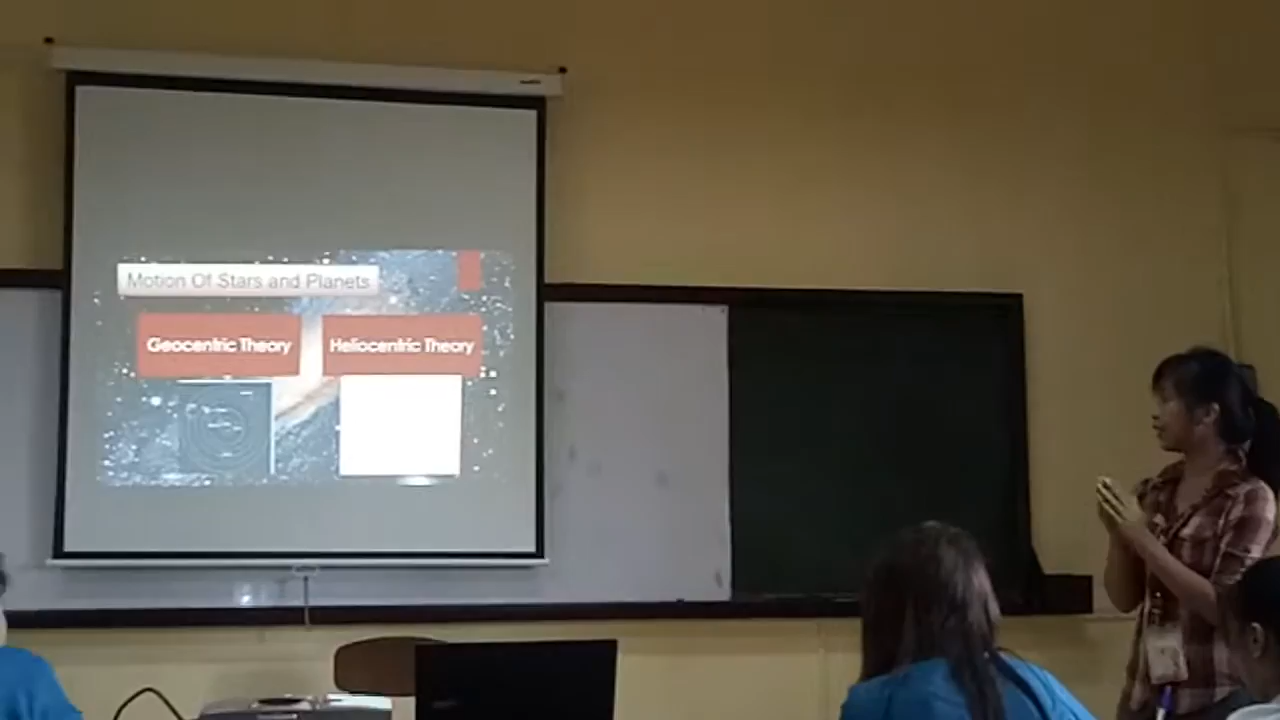 Motion Of Stars and Planets
Geocentric Theory
Heliocentric Theory